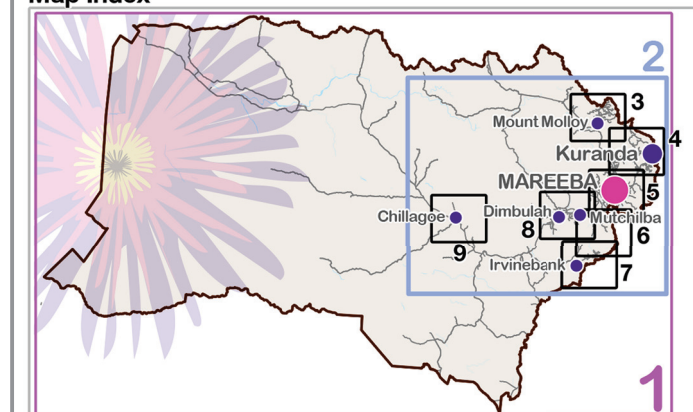 Map Index
2
3
Mount Molloy
4
Kuranda
MAREEBA
5
Chillagoe
Dimbulah
8
Mutchilba
6
9
Irvinebank
7
1